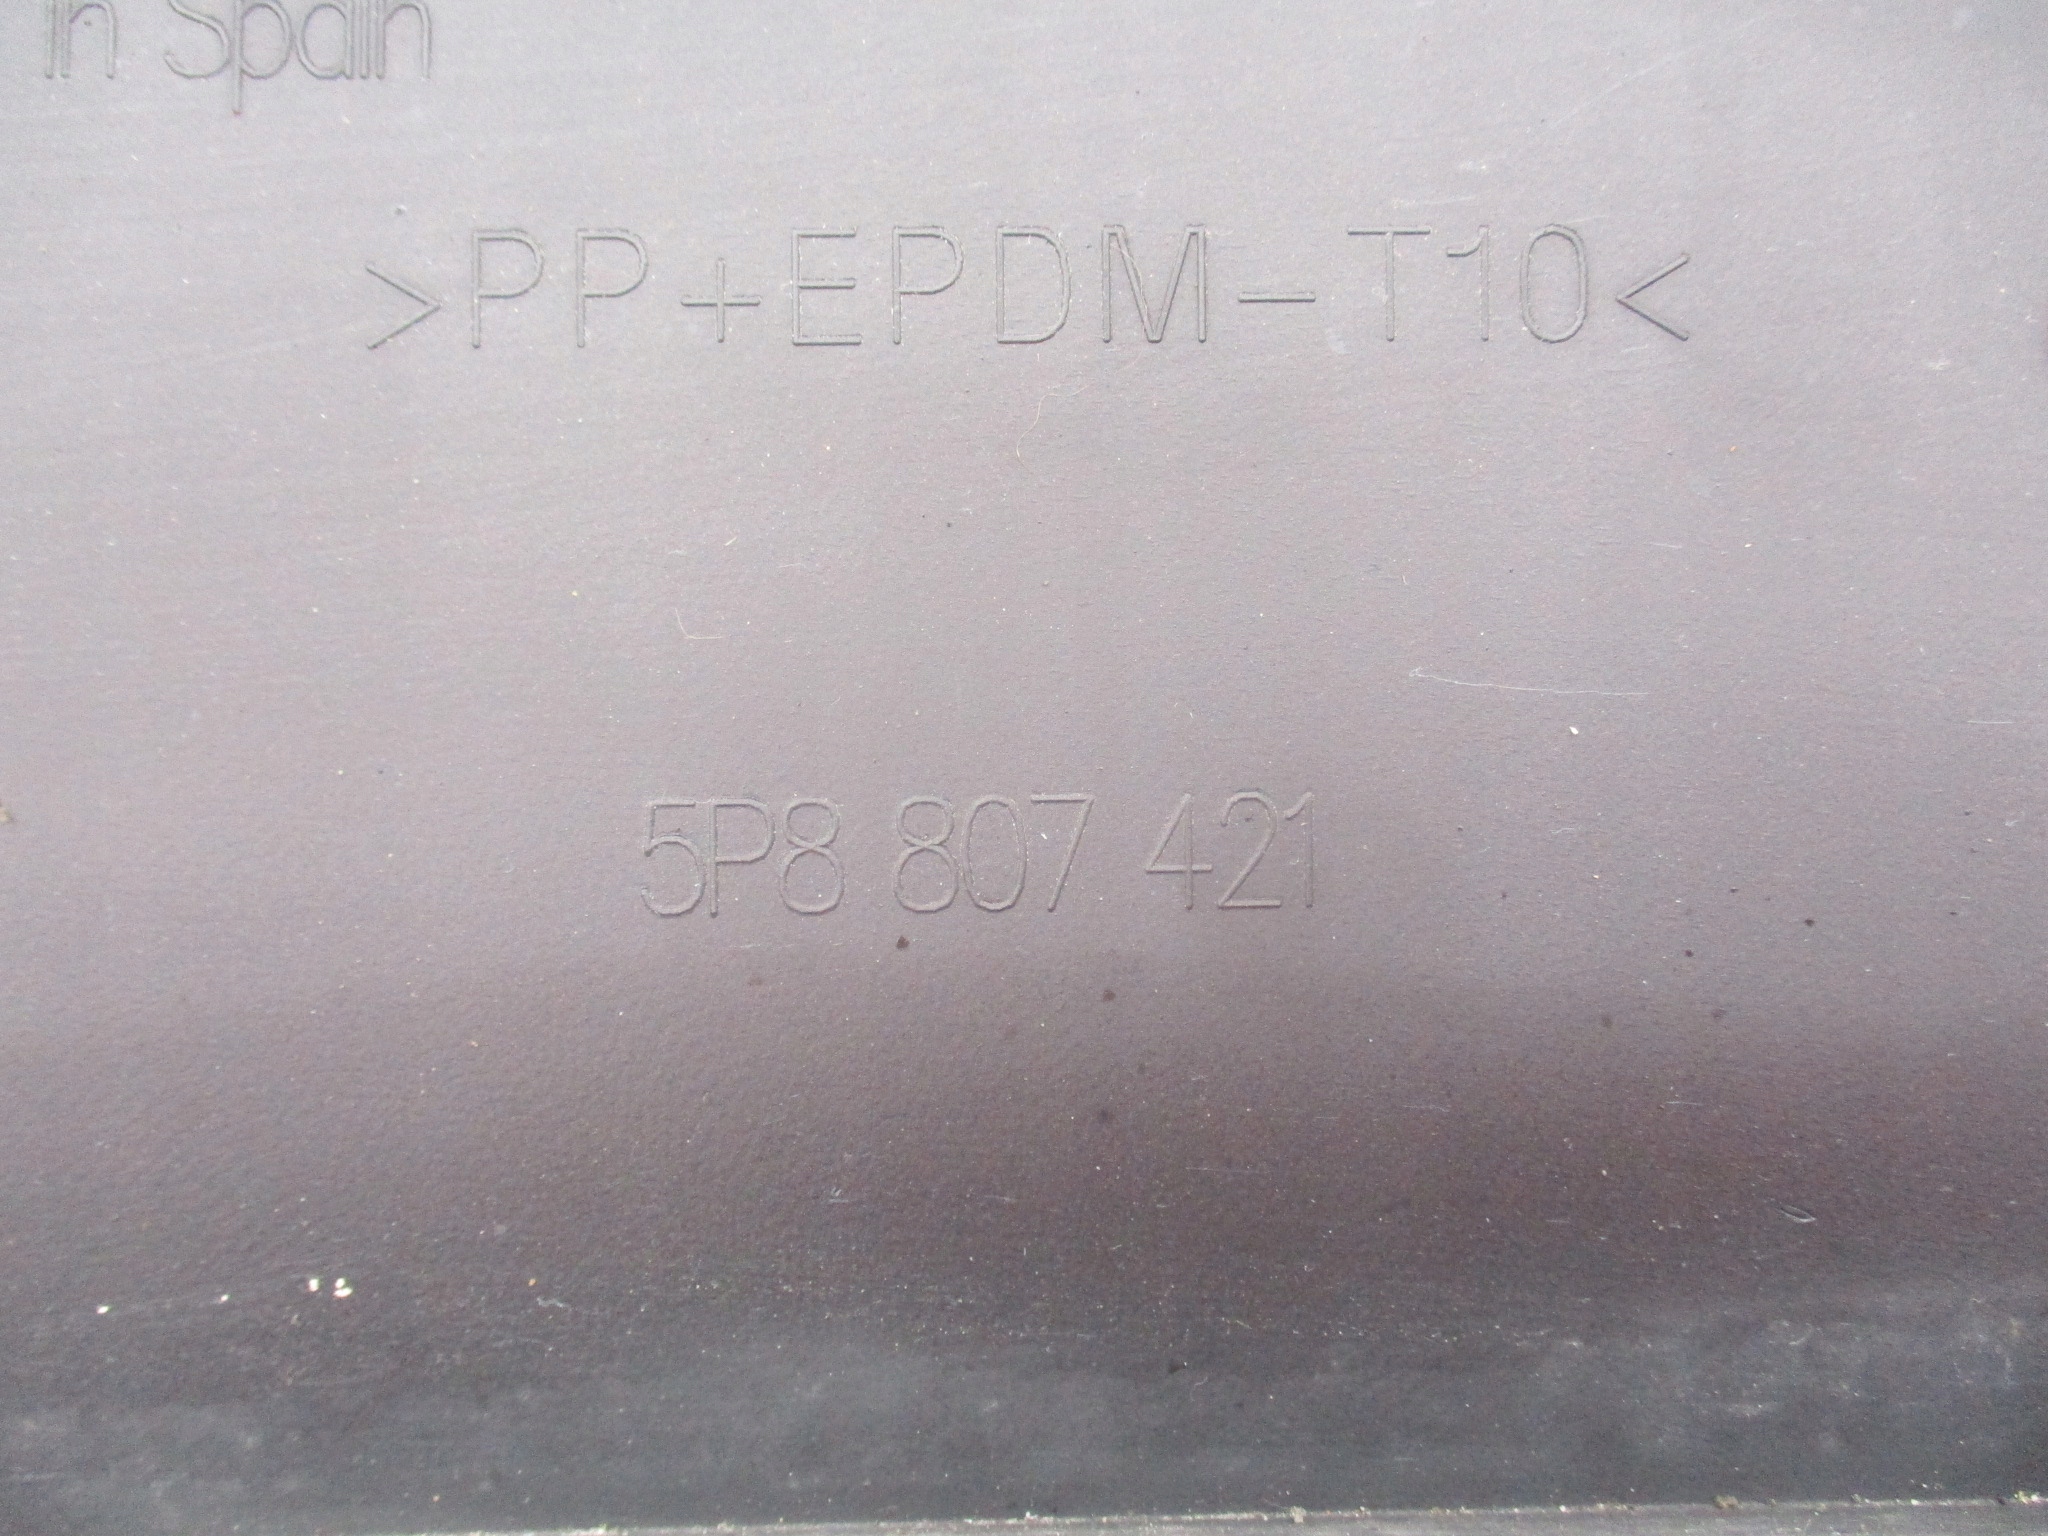 in Spain
>PP+EPDM-T10<
5P8 807 421